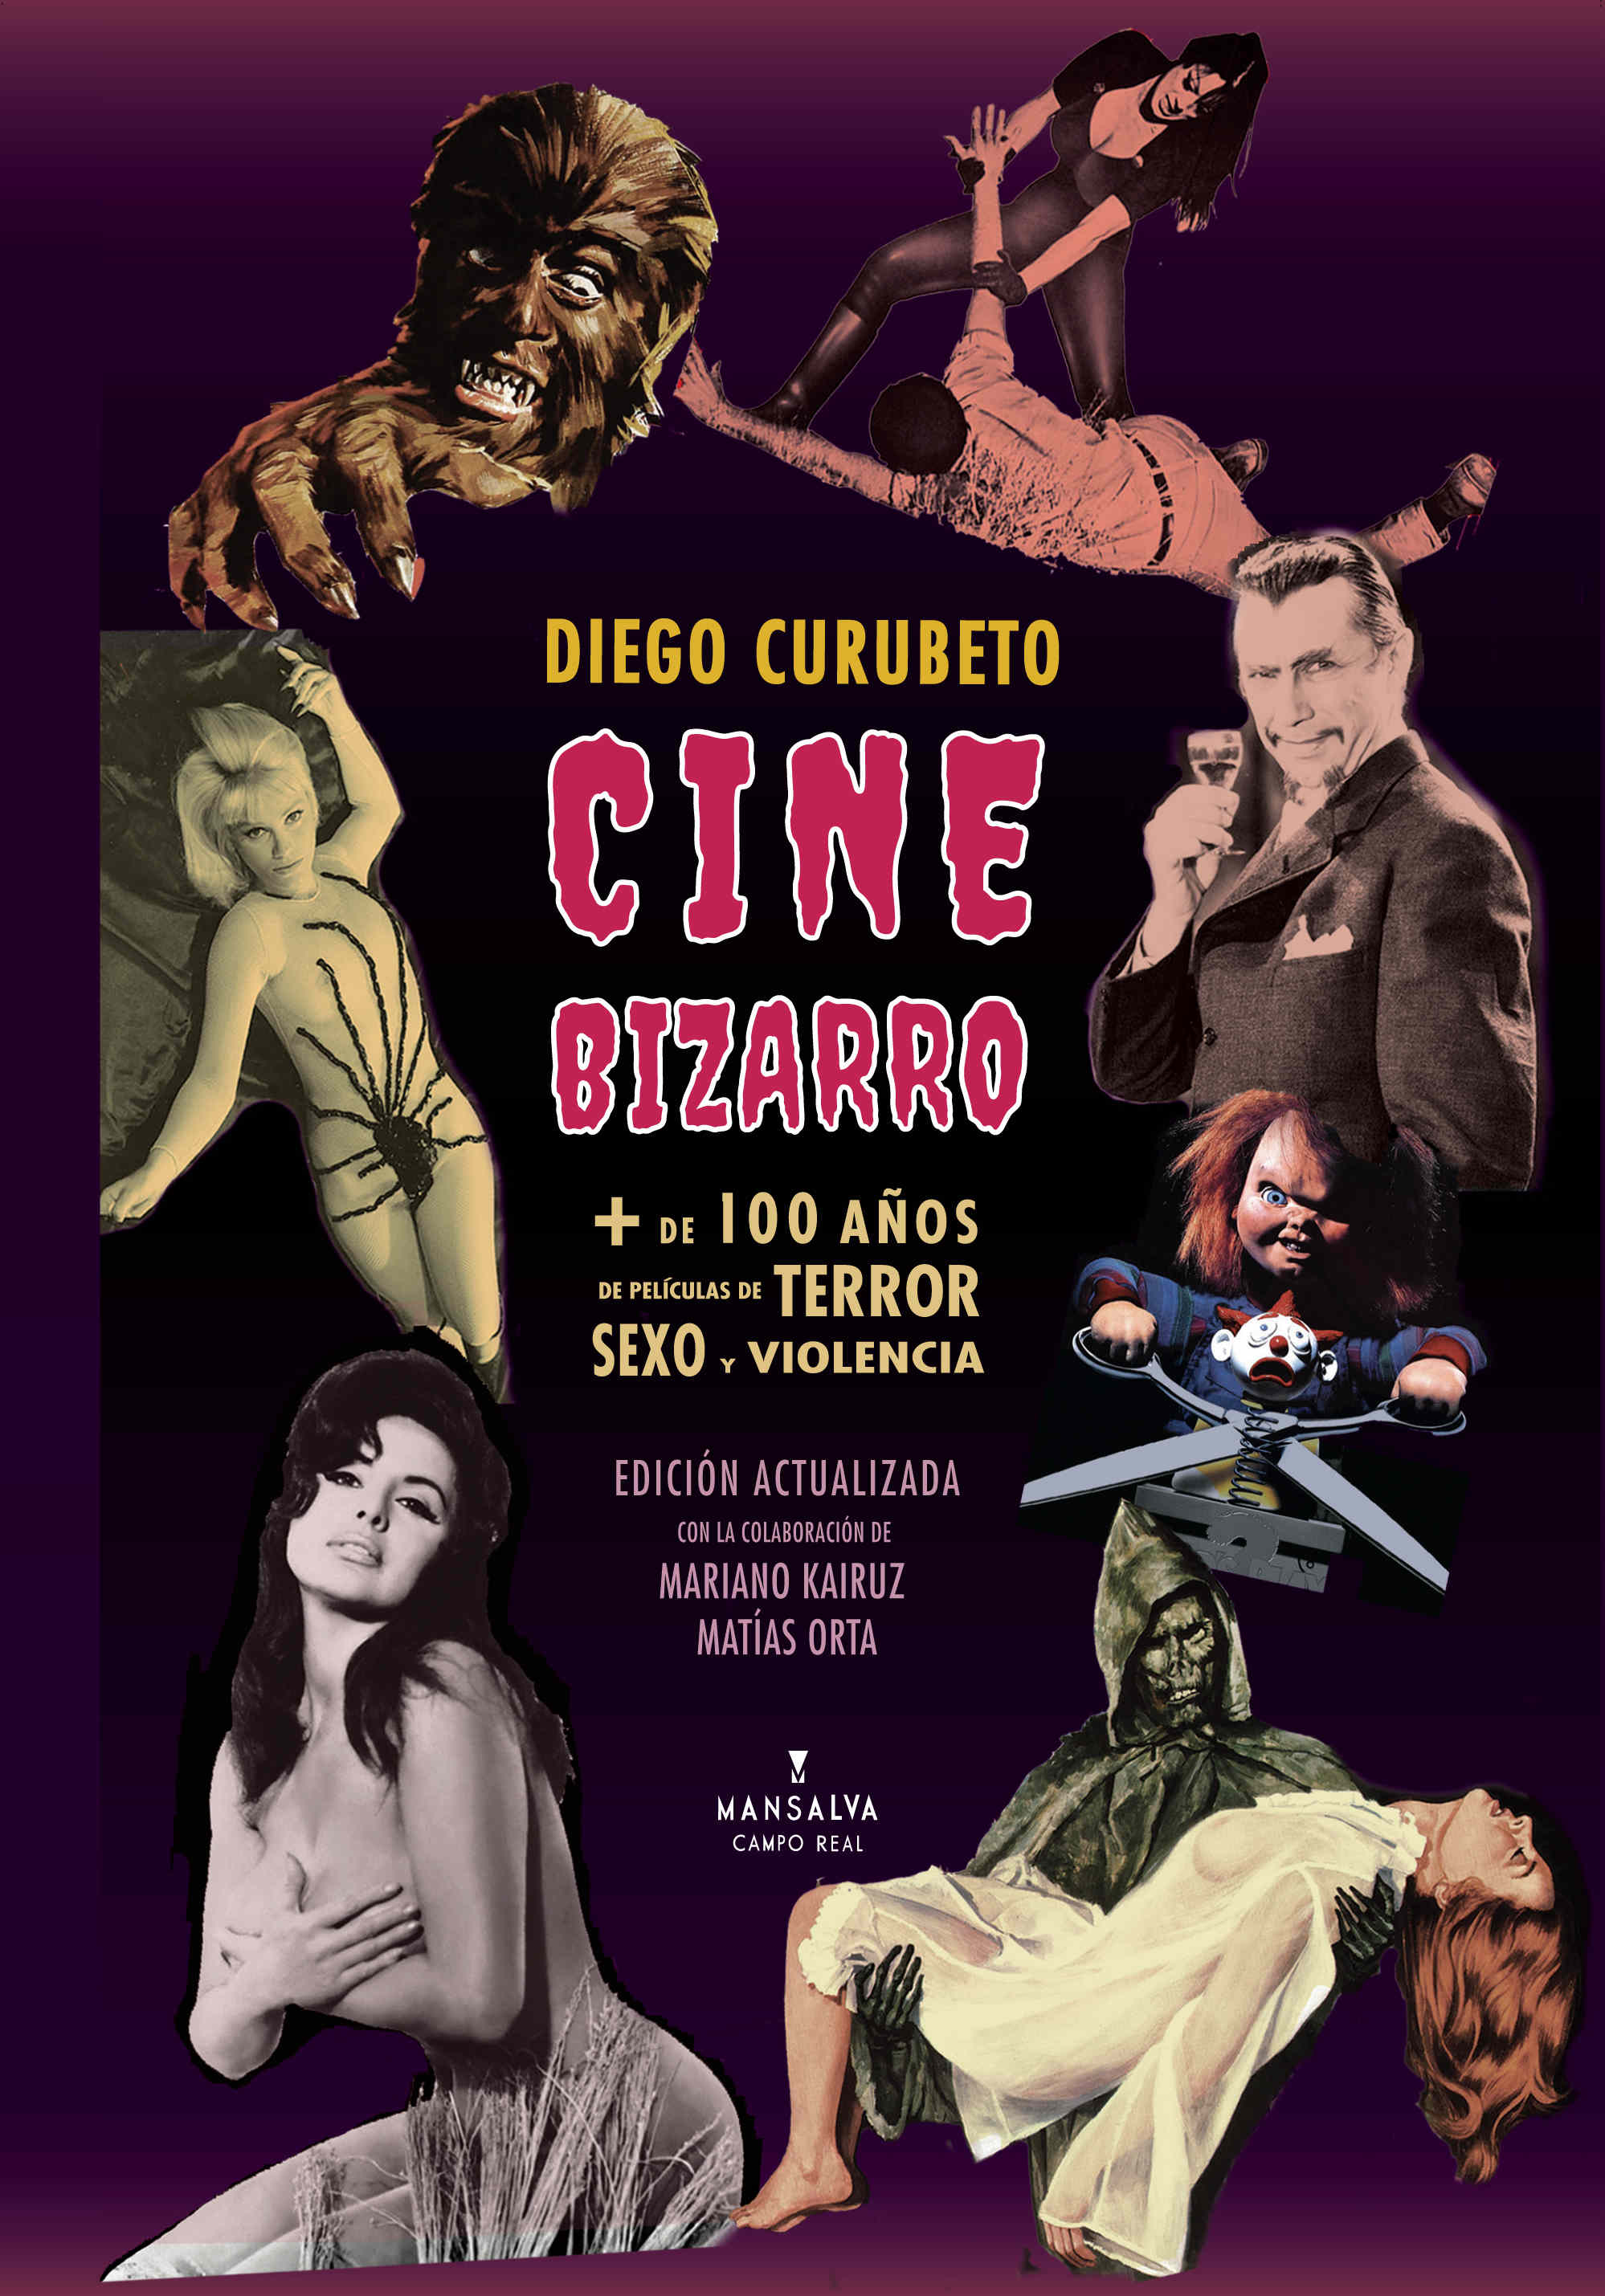 DIEGO CURUBETO
CINE
BIZARRO
+ DE 100 AÑOS
DE PELÍCULAS DE TERROR
SEXO Y VIOLENCIA
EDICIÓN ACTUALIZADA
CON LA COLABORACIÓN DE
MARIANO KAIRUZ
MATÍAS ORTA
MANSALVA
CAMPO REAL